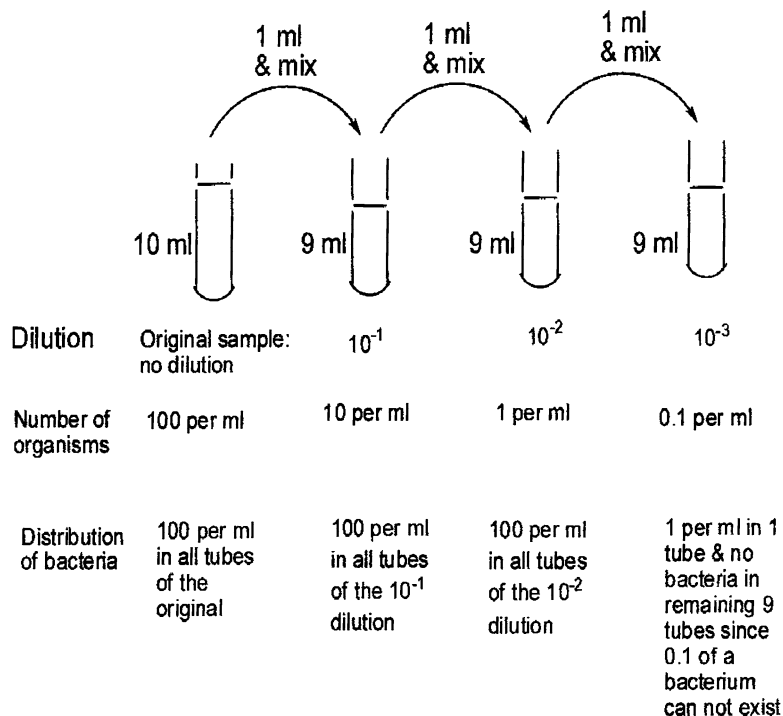 1 ml
& mix
1 ml
& mix
1 ml
& mix
10 ml
9 ml
9 ml
9 ml
Dilution
Original sample:
no dilution
10⁻¹
10⁻²
10⁻³
Number of
organisms
100 per ml
10 per ml
1 per ml
0.1 per ml
Distribution
of bacteria
100 per ml
in all tubes
of the
original
100 per ml
in all tubes
of the 10⁻¹
dilution
100 per ml
in all tubes
of the 10⁻²
dilution
1 per ml in 1
tube & no
bacteria in
remaining 9
tubes since
0.1 of a
bacterium
can not exist